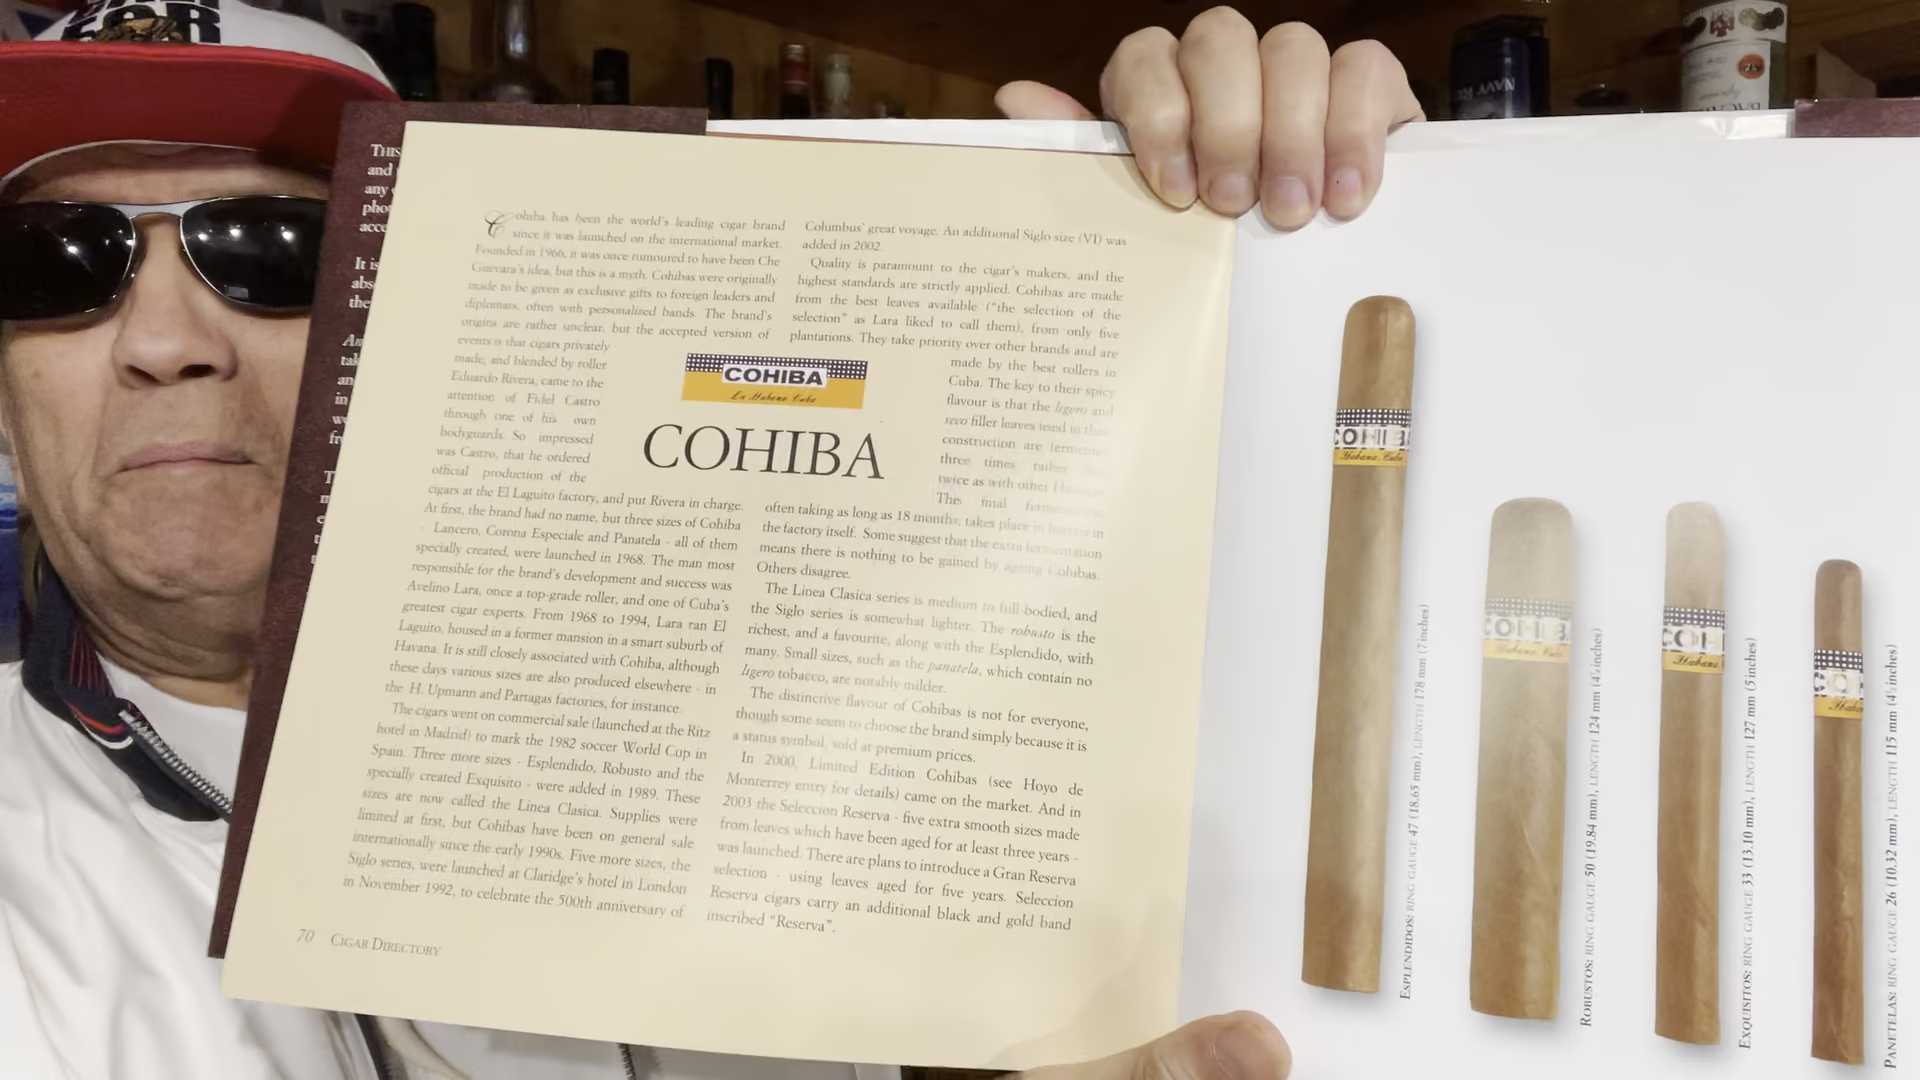 THIS
and
any
pho
acce
It is
abs
the
tak
an
in
Cohiba has been the world's leading cigar brand
since it was launched on the international market.
Founded in 1966, it was once rumoured to have been Che
Guevara's idea, but this is a myth. Cohibas were originally
made to be given as exclusive gifts to foreign leaders and
diplomats, often with personalized bands. The brand's
origins are rather unclear, but the accepted version of
events is that cigars privately
made, and blended by roller
Eduardo Rivera, came to the
attention of Fidel Castro
through one of his own
bodyguards. So impressed
was Castro, that he ordered
official production of the
cigars at the El Laguito factory, and put Rivera in charge.
At first, the brand had no name, but three sizes of Cohiba
- Lancero, Corona Especiale and Panatela - all of them
specially created, were launched in 1968. The man most
responsible for the brand's development and success was
Avelino Lara, once a top-grade roller, and one of Cuba's
greatest cigar experts. From 1968 to 1994, Lara ran El
Laguito, housed in a former mansion in a smart suburb of
Havana. It is still closely associated with Cohiba, although
these days various sizes are also produced elsewhere - in
the H. Upmann and Partagas factories, for instance.
The cigars went on commercial sale (launched at the Ritz
hotel in Madrid) to mark the 1982 soccer World Cup in
Spain. Three more sizes - Esplendido, Robusto and the
specially created Exquisito - were added in 1989. These
sizes are now called the Linea Clasica. Supplies were
limited at first, but Cohibas have been on general sale
internationally since the early 1990s. Five more sizes, the
Siglo series, were launched at Claridge's hotel in London
in November 1992, to celebrate the 500th anniversary of
COHIBA
La Habana, Cuba
COHIBA
Columbus' great voyage. An additional Siglo size (VI) was
added in 2002.
Quality is paramount to the cigar's makers, and the
highest standards are strictly applied. Cohibas are made
from the best leaves available ("the selection of the
selection" as Lara liked to call them), from only five
plantations. They take priority over other brands and are
made by the best rollers in
Cuba. The key to their spicy
flavour is that the ligero and
seco filler leaves used in their
construction are fermented
three times rather than
twice as with other Havanas.
This final fermentation,
often taking as long as 18 months, takes place in barrels in
the factory itself. Some suggest that the extra fermentation
means there is nothing to be gained by ageing Cohibas.
Others disagree.
The Linea Clasica series is medium to full bodied, and
the Siglo series is somewhat lighter. The robusto is the
richest, and a favourite, along with the Esplendido, with
many. Small sizes, such as the panatela, which contain no
ligero tobacco, are notably milder.
The distinctive flavour of Cohibas is not for everyone,
though some seem to choose the brand simply because it is
a status symbol, sold at premium prices.
In 2000, Limited Edition Cohibas (see Hoyo de
Monterrey entry for details) came on the market. And in
2003 the Seleccion Reserva - five extra smooth sizes made
from leaves which have been aged for at least three years -
was launched. There are plans to introduce a Gran Reserva
selection - using leaves aged for five years. Seleccion
Reserva cigars carry an additional black and gold band
inscribed "Reserva".
70 CIGAR DIRECTORY
COHIBA
Habana, Cuba
ESPLENDIDOS: RING GAUGE 47 (18.65 mm), LENGTH 178 mm (7 inches)
COHIBA
Habana, Cuba
ROBUSTOS: RING GAUGE 50 (19.84 mm), LENGTH 124 mm
COHI
Habana
EXQUISITOS: RING GAUGE 33 (13.10 mm), LENGTH 127 mm (5 inches)
CO
Haban
PANETELAS: RING GAUGE 26 (10.32 mm), LENGTH 115 mm (4½ inches)
NAVY